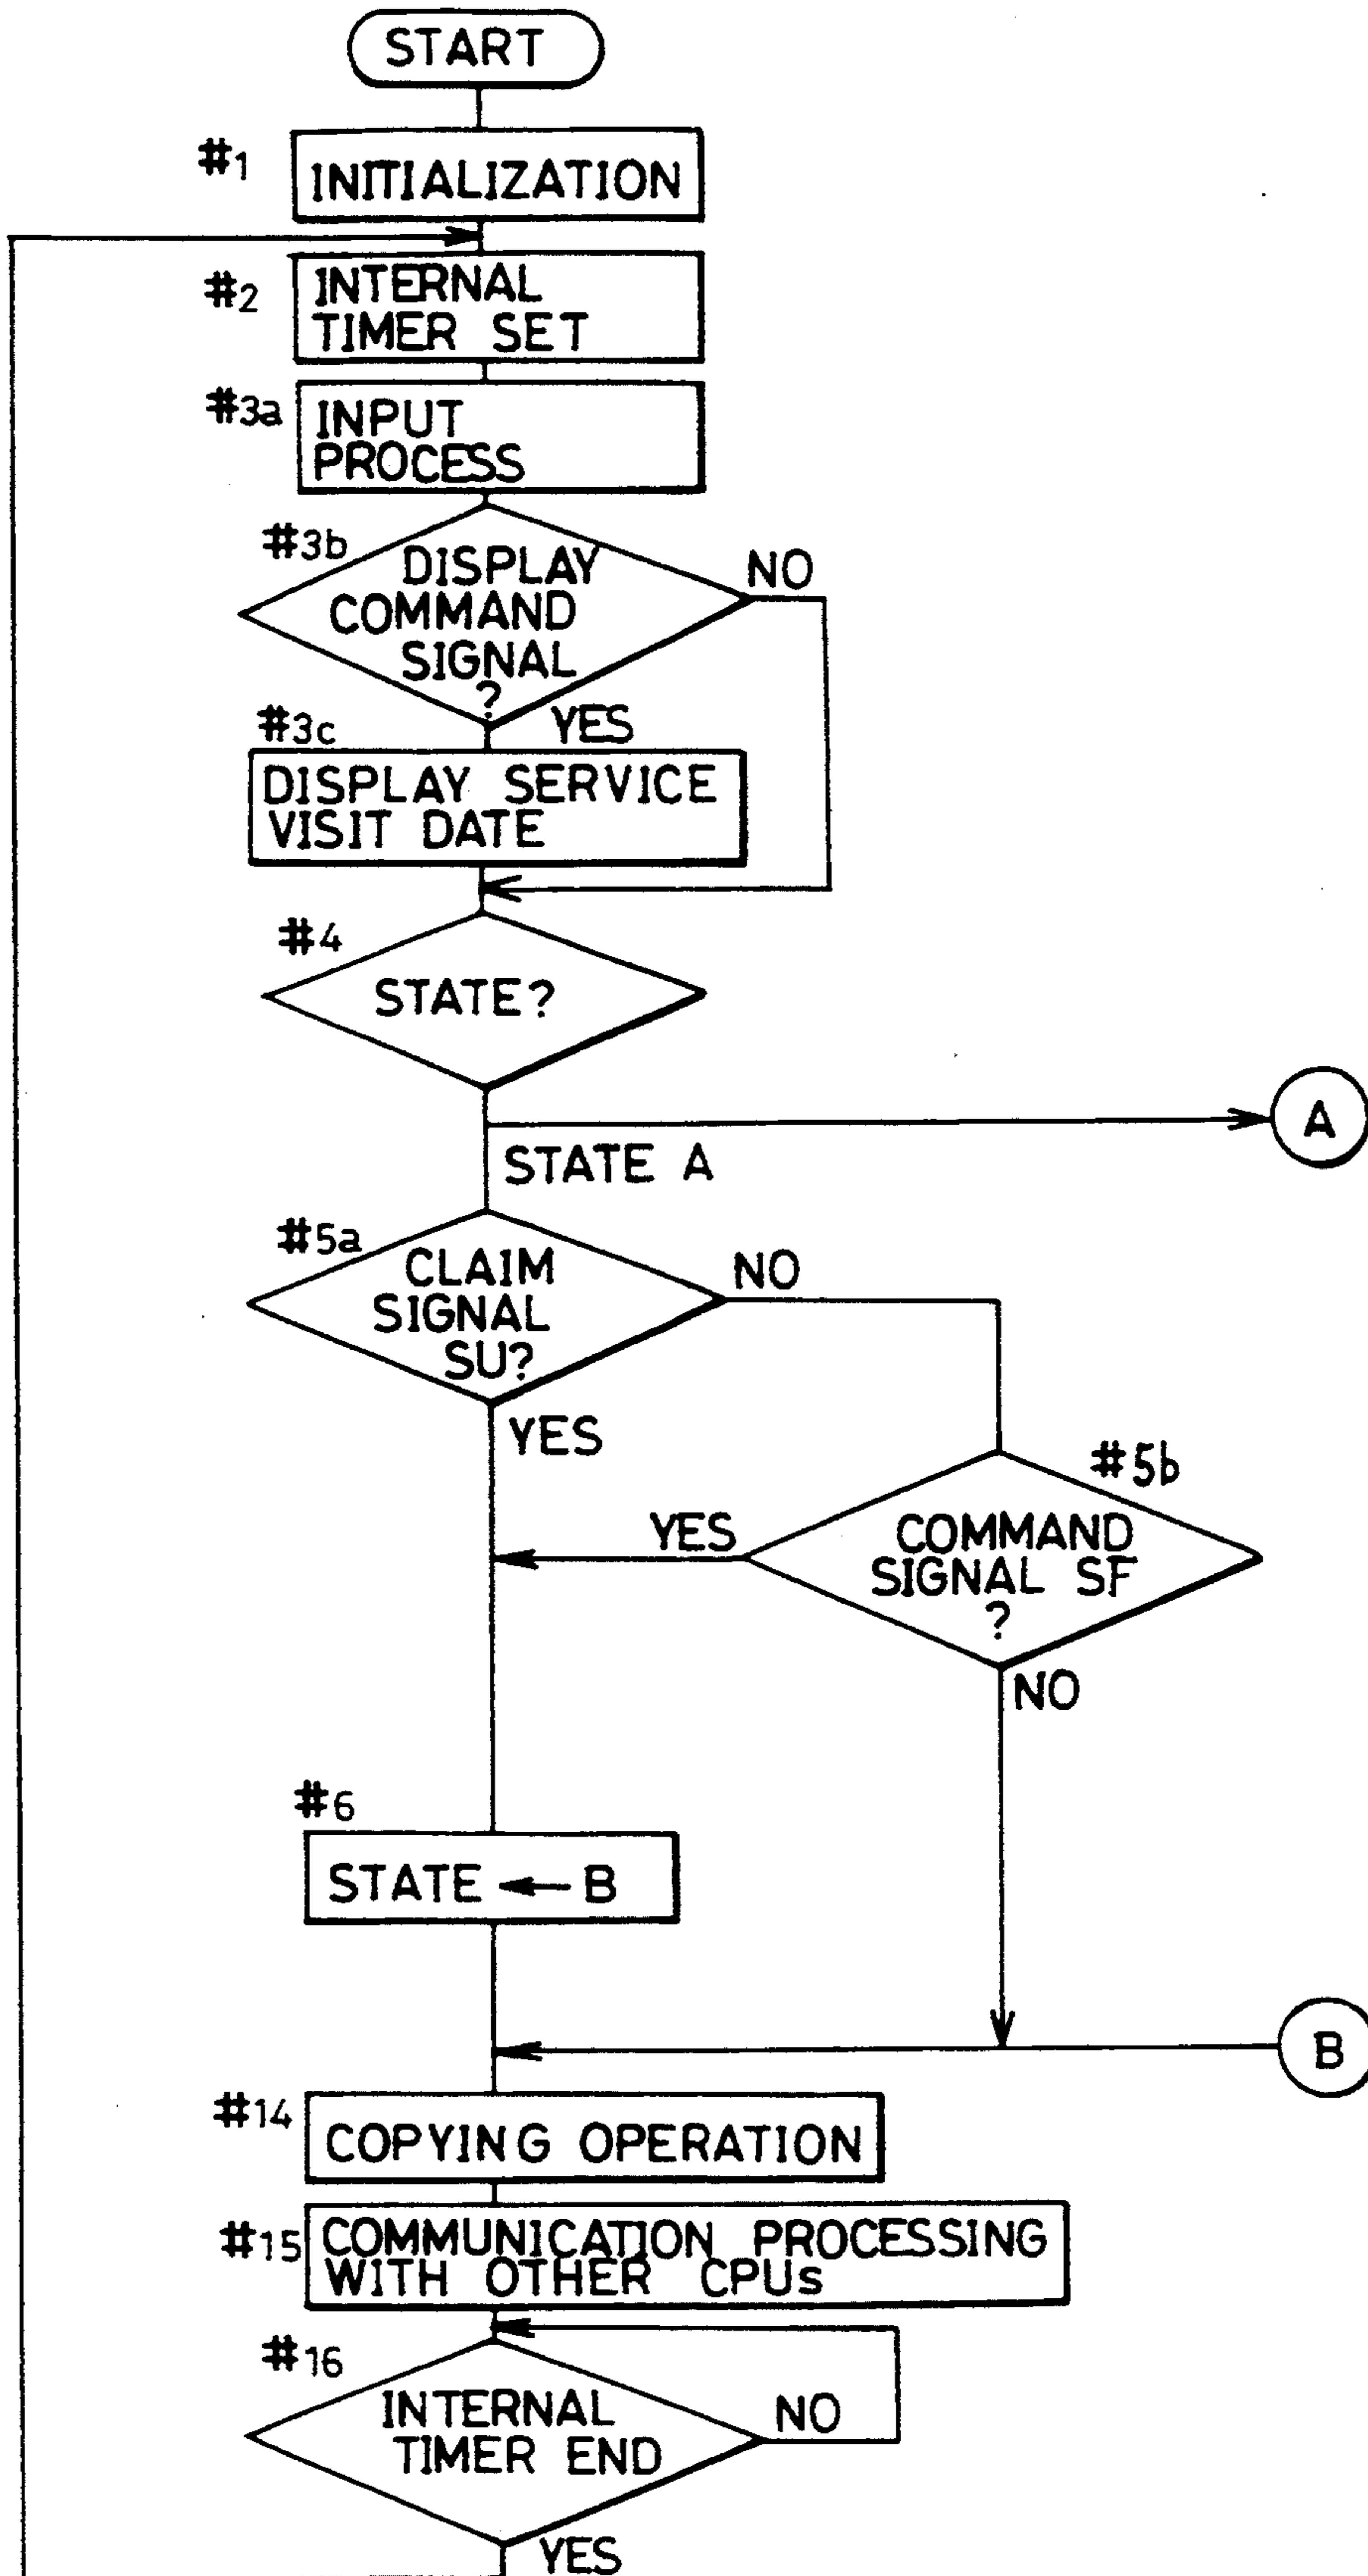 START
#1
INITIALIZATION
#2
INTERNAL
TIMER SET
#3a
INPUT
PROCESS
#3b
DISPLAY
COMMAND
SIGNAL
?
NO
YES
#3c
DISPLAY SERVICE
VISIT DATE
#4
STATE?
A
STATE A
#5a
CLAIM
SIGNAL
SU?
NO
YES
#5b
COMMAND
SIGNAL SF
?
YES
NO
#6
STATE ← B
B
#14
COPYING OPERATION
#15
COMMUNICATION PROCESSING
WITH OTHER CPUs
#16
INTERNAL
TIMER END
NO
YES